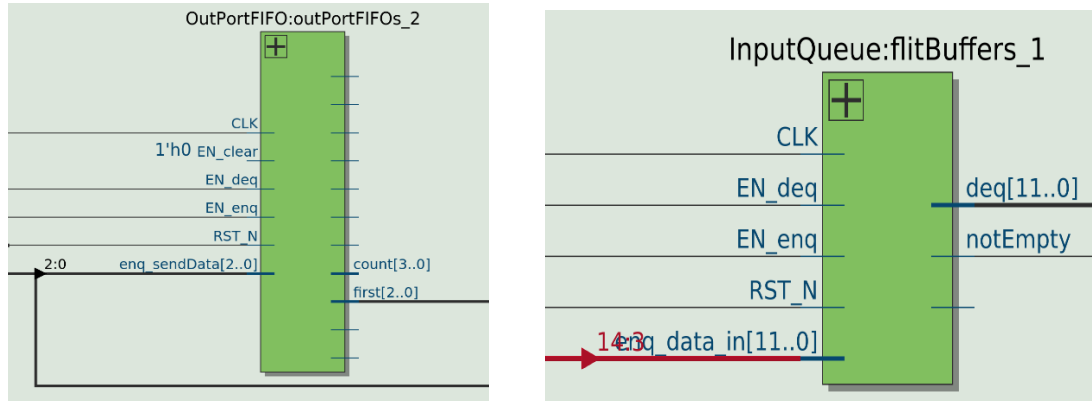 OutPortFIFO:outPortFIFOs_2
CLK
1'h0 EN_clear
EN_deq
EN_enq
RST_N
2:0 enq_sendData[2..0]
count[3..0]
first[2..0]
InputQueue:flitBuffers_1
CLK
EN_deq
deq[11..0]
EN_enq
notEmpty
RST_N
14:3
enq_data_in[11..0]